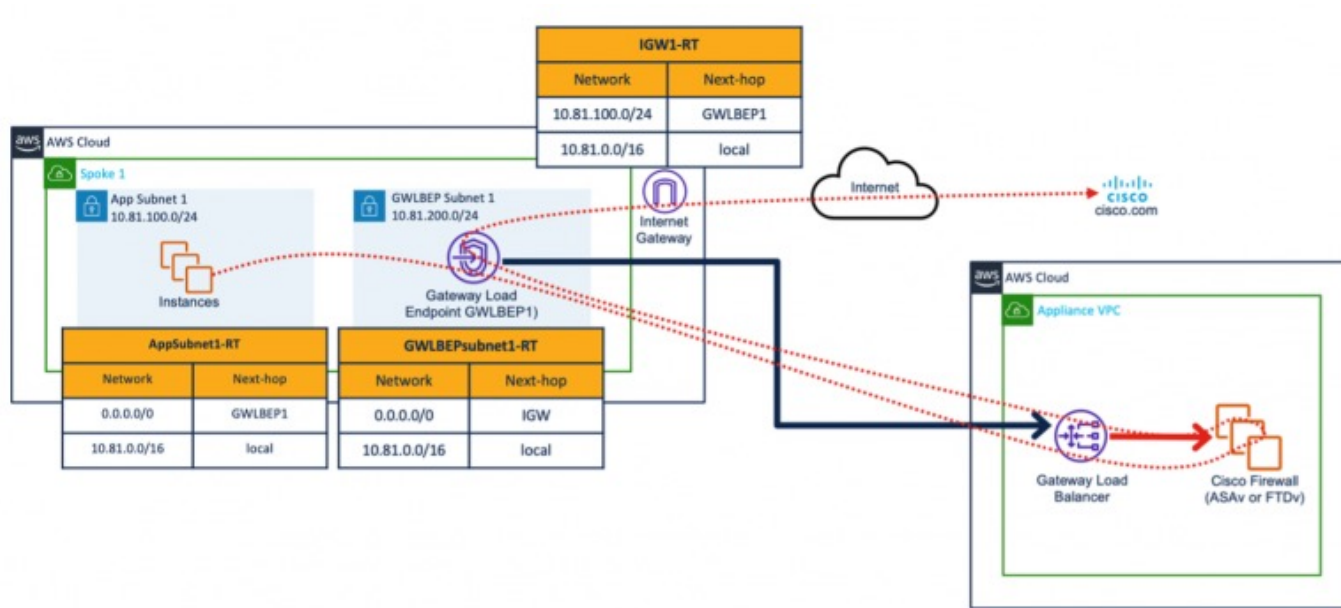 IGW1-RT
Network Next-hop
10.81.100.0/24 GWLBEP1
10.81.0.0/16 local
aws AWS Cloud
Spoke 1
App Subnet 1
10.81.100.0/24
Instances
GWLBEP Subnet 1
10.81.200.0/24
Gateway Load
Endpoint GWLBEP1)
Internet
Gateway
Internet
CISCO
cisco.com
AppSubnet1-RT
Network Next-hop
0.0.0.0/0 GWLBEP1
10.81.0.0/16 local
GWLBEPsubnet1-RT
Network Next-hop
0.0.0.0/0 IGW
10.81.0.0/16 local
aws AWS Cloud
Appliance VPC
Gateway Load
Balancer
Cisco Firewall
(ASAv or FTDv)